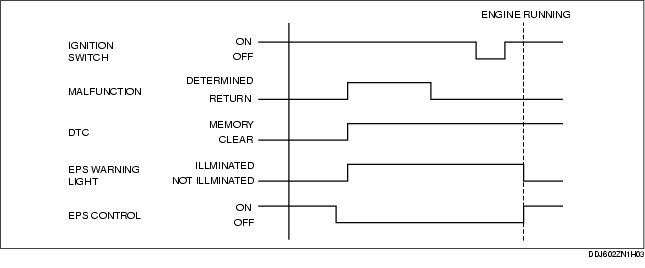 ENGINE RUNNING
IGNITION
SWITCH
ON
OFF
MALFUNCTION
DETERMINED
RETURN
DTC
MEMORY
CLEAR
EPS WARNING
LIGHT
ILLMINATED
NOT ILLMINATED
EPS CONTROL
ON
OFF
DDJ602ZN1H03